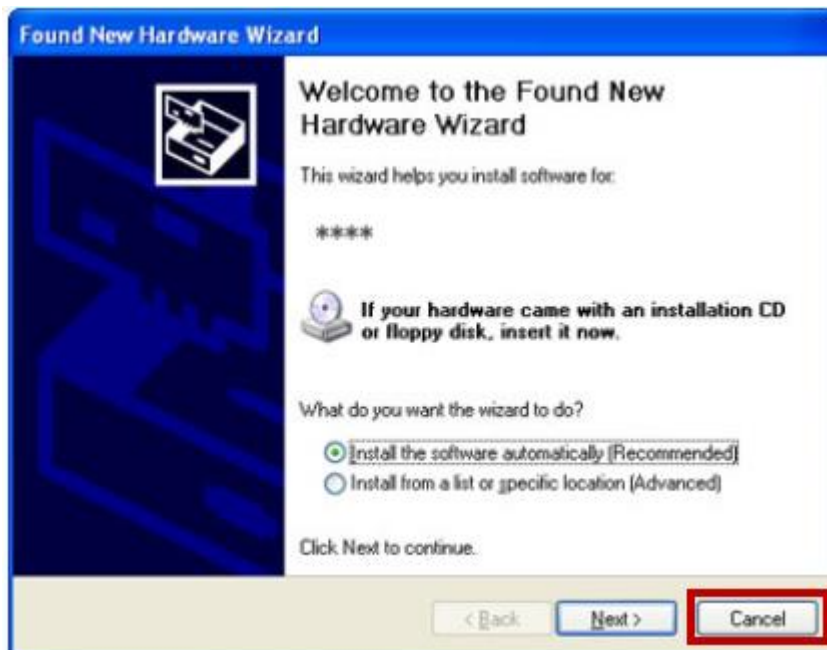 Found New Hardware Wizard
Welcome to the Found New
Hardware Wizard
This wizard helps you install software for:
****
If your hardware came with an installation CD
or floppy disk, insert it now.
What do you want the wizard to do?
Install the software automatically (Recommended)
Install from a list or specific location (Advanced)
Click Next to continue.
< Back Next > Cancel